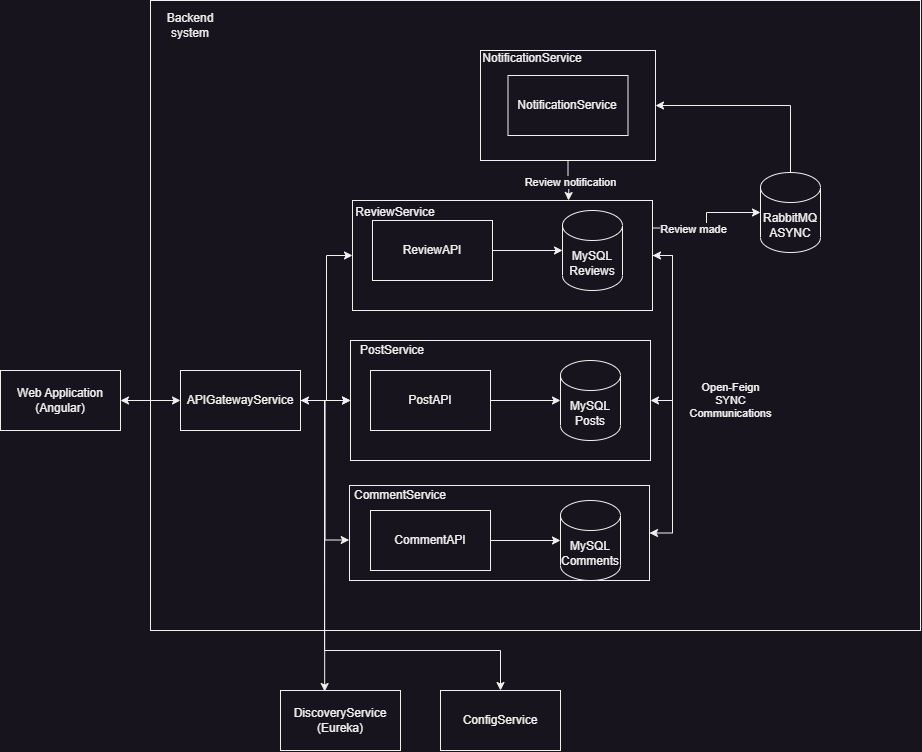 Backend
system
NotificationService
NotificationService
Review notification
ReviewService
ReviewAPI
MySQL
Reviews
Review made
RabbitMQ
ASYNC
PostService
PostAPI
MySQL
Posts
Web Application
(Angular)
APIGatewayService
Open-Feign
SYNC
Communications
CommentService
CommentAPI
MySQL
Comments
DiscoveryService
(Eureka)
ConfigService